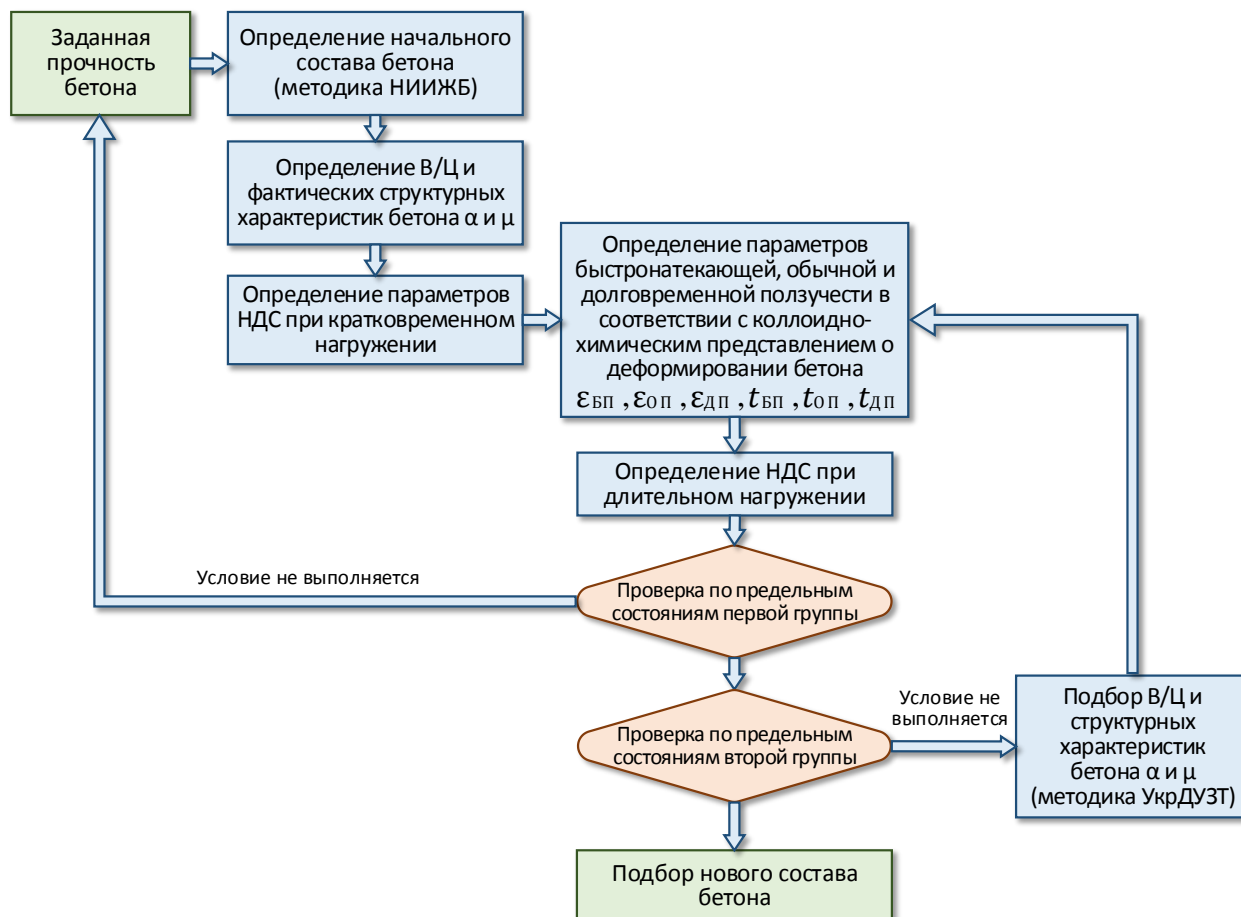 Заданная
прочность
бетона
Определение начального
состава бетона
(методика НИИЖБ)
Определение В/Ц и
фактических структурных
характеристик бетона α и μ
Определение параметров
НДС при кратковременном
нагружении
Определение параметров
быстронатекающей, обычной и
долговременной ползучести в
соответствии с коллоидно-
химическим представлением о
деформировании бетона
εБП , εОП , εДП , tБП , tОП , tДП
Определение НДС при
длительном нагружении
Условие не выполняется
Проверка по предельным
состояниям первой группы
Проверка по предельным
состояниям второй группы
Условие не
выполняется
Подбор В/Ц и
структурных
характеристик
бетона α и μ
(методика УкрДУЗТ)
Подбор нового состава
бетона